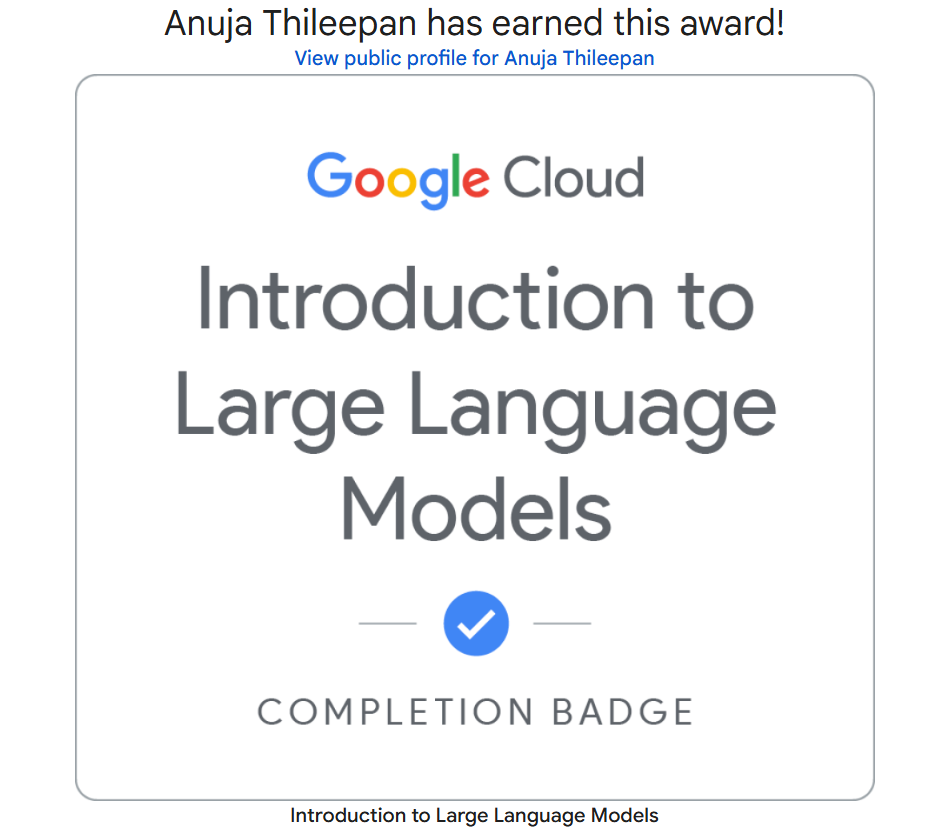 Anuja Thileepan has earned this award!
View public profile for Anuja Thileepan
Google Cloud
Introduction to
Large Language
Models
COMPLETION BADGE
Introduction to Large Language Models